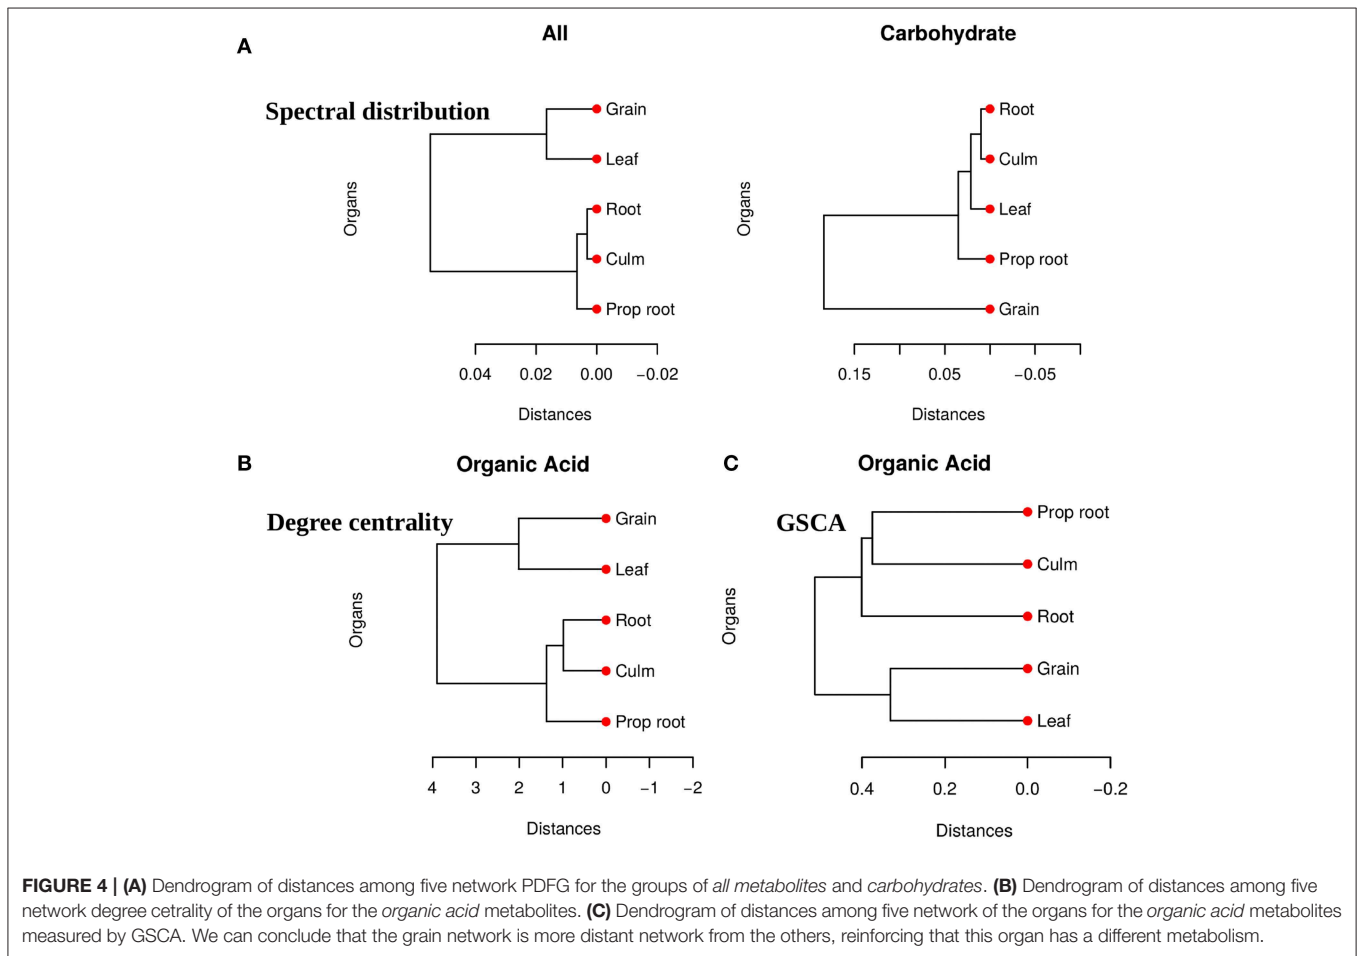 A
All
Carbohydrate
Spectral distribution
Organs
Grain
Leaf
Root
Culm
Prop root
0.04 0.02 0.00 −0.02
Distances
Organs
Root
Culm
Leaf
Prop root
Grain
0.15 0.05 −0.05
Distances
B
Organic Acid
Degree centrality
Organs
Grain
Leaf
Root
Culm
Prop root
4 3 2 1 0 −1 −2
Distances
C
Organic Acid
GSCA
Organs
Prop root
Culm
Root
Grain
Leaf
0.4 0.2 0.0 −0.2
Distances
FIGURE 4 | (A) Dendrogram of distances among five network PDFG for the groups of all metabolites and carbohydrates. (B) Dendrogram of distances among five
network degree cetrality of the organs for the organic acid metabolites. (C) Dendrogram of distances among five network of the organs for the organic acid metabolites
measured by GSCA. We can conclude that the grain network is more distant network from the others, reinforcing that this organ has a different metabolism.